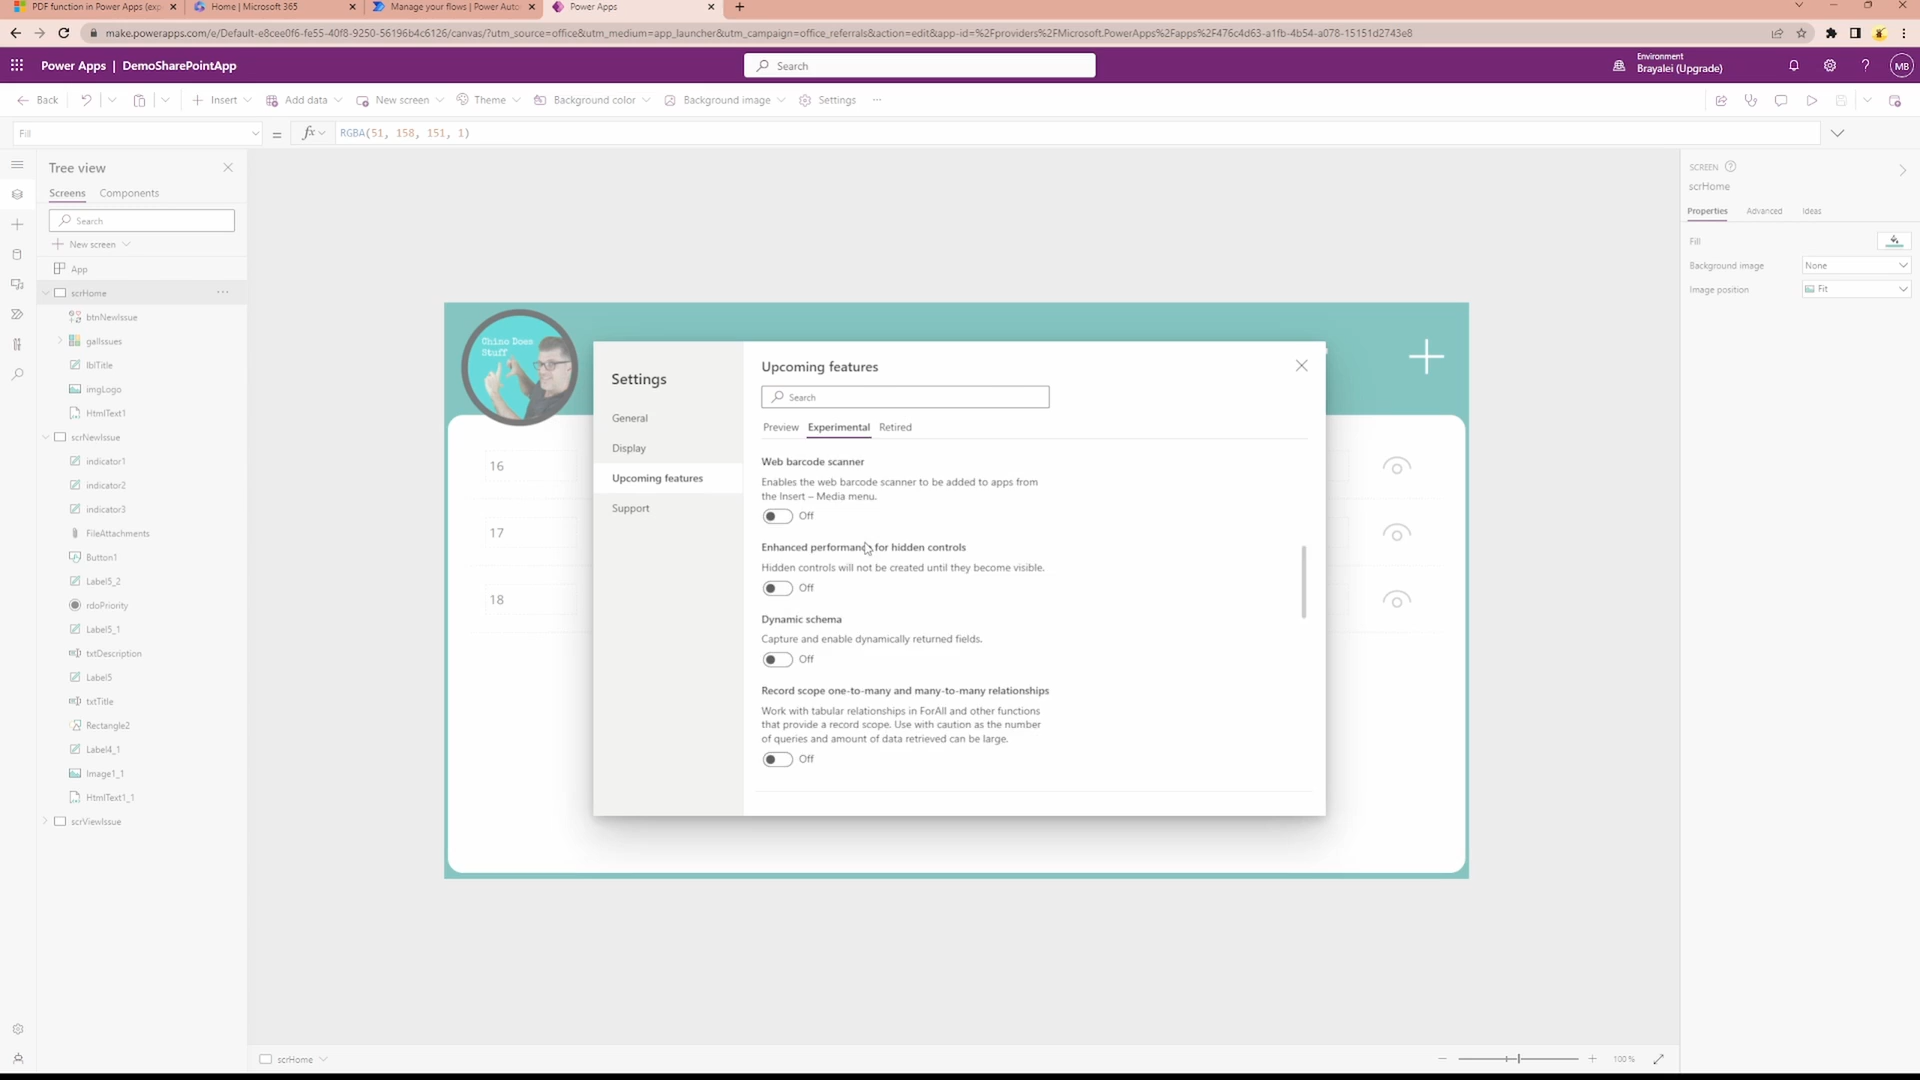 PDF function in Power Apps (exp
Home | Microsoft 365
Manage your flows | Power Auto
Power Apps
make.powerapps.com/e/Default-e8cee0f6-fe55-40f8-9250-56196b4c6126/canvas/?utm_source=office&utm_medium=app_launcher&utm_campaign=office_referrals&action=edit&app-id=%2Fproviders%2FMicrosoft.PowerApps%2Fapps%2F476c4d63-a1fb-4b54-a078-15151d2743e8
Power Apps | DemoSharePointApp
Search
Environment
Brayalei (Upgrade)
MB
Back
Insert
Add data
New screen
Theme
Background color
Background image
Settings
Fill
= fx
RGBA(51, 158, 151, 1)
Tree view
Screens
Components
Search
New screen
App
scrHome
btnNewIssue
galIssues
lblTitle
imgLogo
HtmlText1
scrNewIssue
indicator1
indicator2
indicator3
FileAttachments
Button1
Label5_2
rdoPriority
Label5_1
txtDescription
Label5
txtTitle
Rectangle2
Label4_1
Image1_1
HtmlText1_1
scrViewIssue
Chino Does
Stuff
16
17
18
Settings
General
Display
Upcoming features
Support
Upcoming features
Search
Preview
Experimental
Retired
Web barcode scanner
Enables the web barcode scanner to be added to apps from
the Insert – Media menu.
Off
Enhanced performance for hidden controls
Hidden controls will not be created until they become visible.
Off
Dynamic schema
Capture and enable dynamically returned fields.
Off
Record scope one-to-many and many-to-many relationships
Work with tabular relationships in ForAll and other functions
that provide a record scope. Use with caution as the number
of queries and amount of data retrieved can be large.
Off
SCREEN
scrHome
Properties
Advanced
Ideas
Fill
Background image
None
Image position
Fit
scrHome
100 %